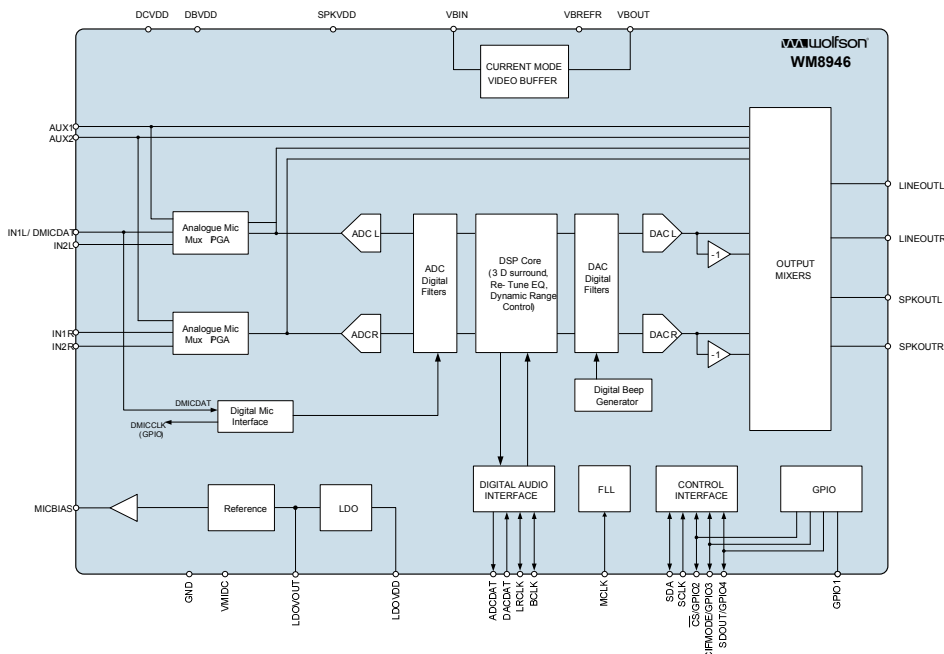 DCVDD
DBVDD
SPKVDD
VBIN
VBREFR
VBOUT
wolfson
WM8946
CURRENT MODE
VIDEO BUFFER
AUX1
AUX2
IN1L/ DMICDAT
IN2L
IN1R
IN2R
Analogue Mic
Mux PGA
Analogue Mic
Mux PGA
ADC L
ADC R
ADC
Digital
Filters
DSP Core
(3 D surround,
Re- Tune EQ,
Dynamic Range
Control)
DAC
Digital
Filters
DAC L
DAC R
-1
-1
OUTPUT
MIXERS
LINEOUTL
LINEOUTR
SPKOUTL
SPKOUTR
Digital Beep
Generator
DMICDAT
DMICCLK
(GPIO)
Digital Mic
Interface
MICBIAS
Reference
LDO
DIGITAL AUDIO
INTERFACE
FLL
CONTROL
INTERFACE
GPIO
GND
VMIDC
LDOVOUT
LDOVDD
ADCDAT
DACDAT
LRCLK
BCLK
MCLK
SDA
SCLK
CS/GPIO2
CIFMODE/GPIO3
SDOUT/GPIO4
GPIO1